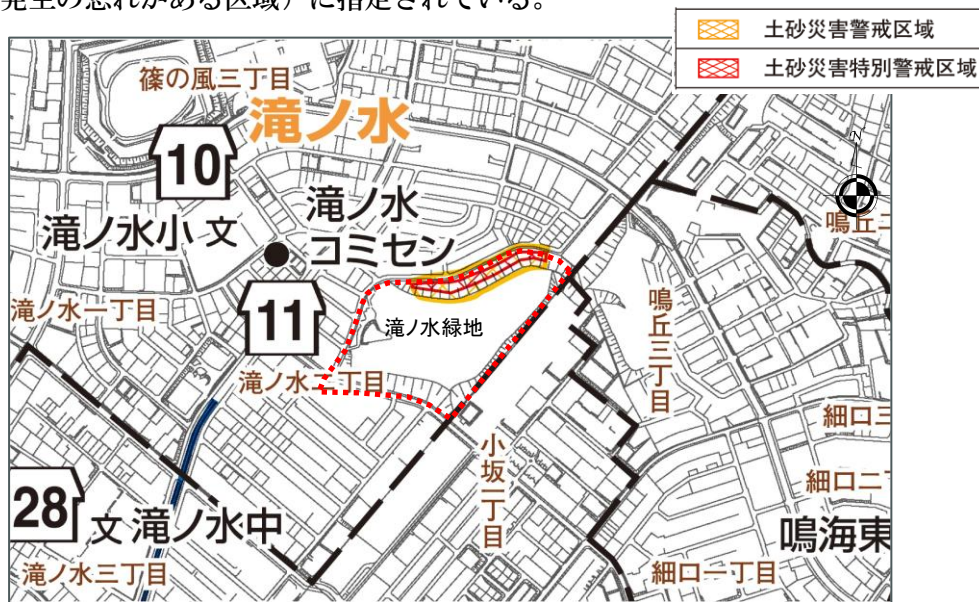 発生の恐れがある区域）に指定されている。
土砂災害警戒区域
土砂災害特別警戒区域
篠の風三丁目
滝ノ水
10
N
滝ノ水小 文
滝ノ水
コミセン
鳴丘二
滝ノ水一丁目
11
滝ノ水緑地
鳴丘三丁目
滝ノ水二丁目
細口三
小坂一丁目
細口二
28
文 滝ノ水中
鳴海東
滝ノ水三丁目
細口一丁目